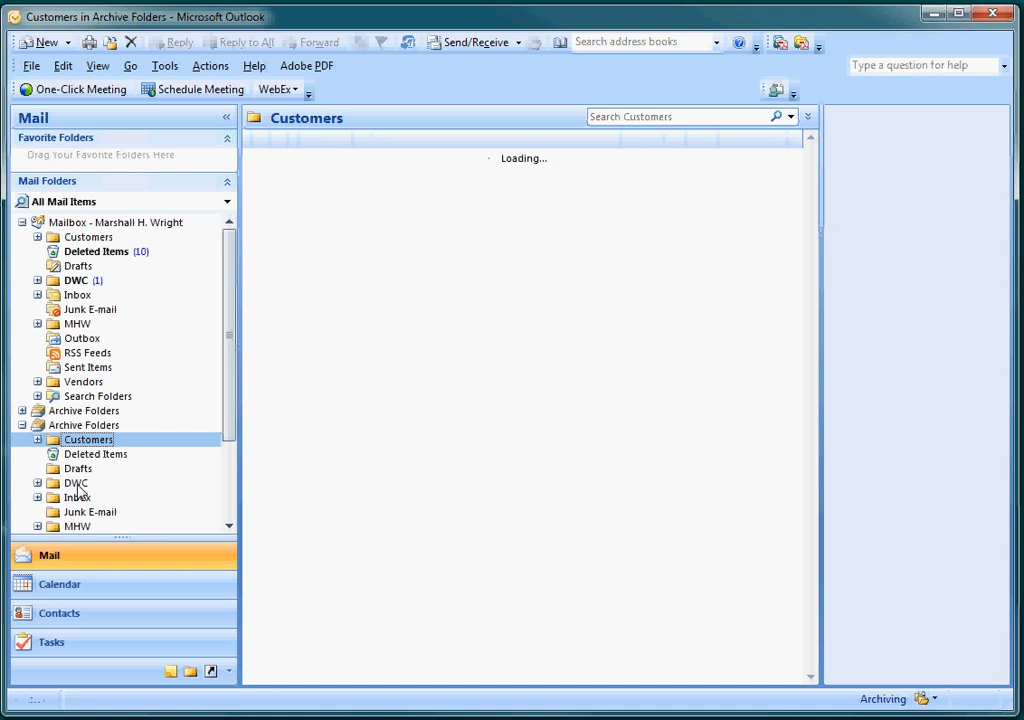 Customers in Archive Folders - Microsoft Outlook
New Reply Reply to All Forward Send/Receive Search address books
File Edit View Go Tools Actions Help Adobe PDF Type a question for help
One-Click Meeting Schedule Meeting WebEx
Mail
Favorite Folders
Drag Your Favorite Folders Here
Mail Folders
All Mail Items
Mailbox - Marshall H. Wright
Customers
Deleted Items (10)
Drafts
DWC (1)
Inbox
Junk E-mail
MHW
Outbox
RSS Feeds
Sent Items
Vendors
Search Folders
Archive Folders
Archive Folders
Customers
Deleted Items
Drafts
DWC
Inbox
Junk E-mail
MHW
Mail
Calendar
Contacts
Tasks
Customers Search Customers
Loading...
Archiving